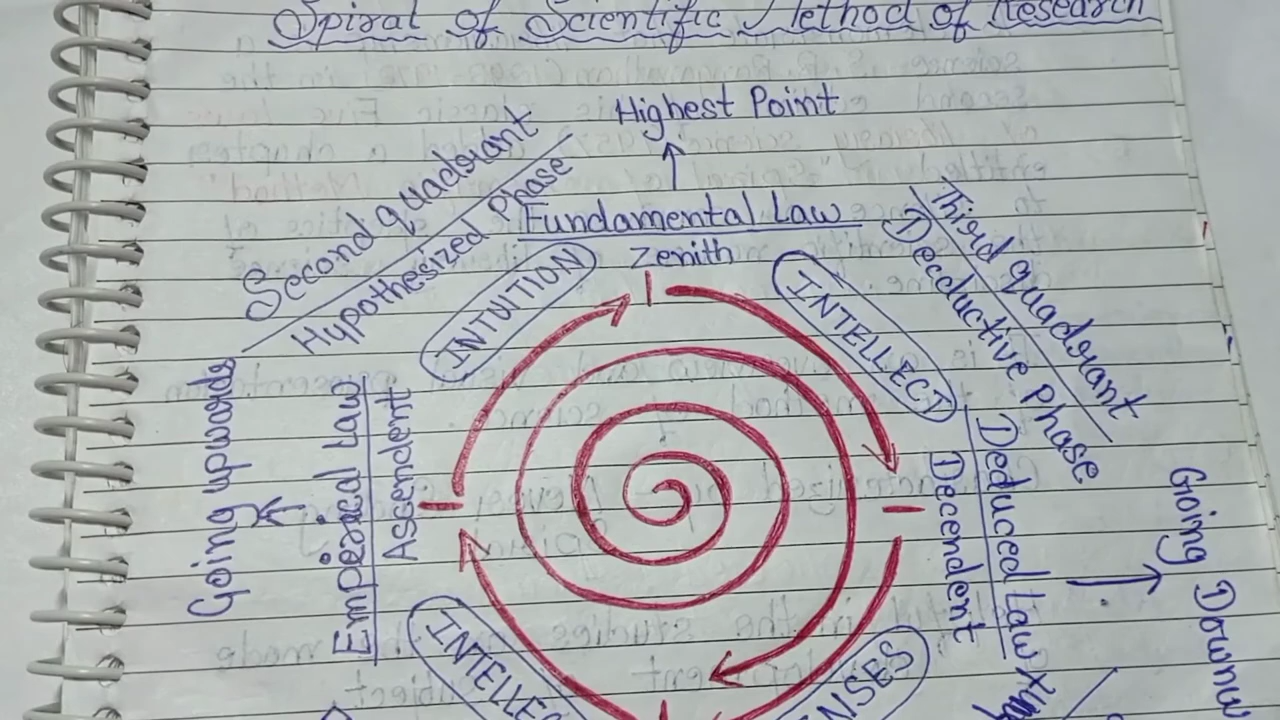 Spiral of Scientific Method of Research
Highest Point
Fundamental Law
Zenith
Second quadrant
Hypothesized Phase
INTUITION
INTELLECT
Third quadrant
Deductive Phase
Going upwards
Empirical Law
Assendent
Decendent
Deduced Law
Going Downw
INTELLEC
ENSES